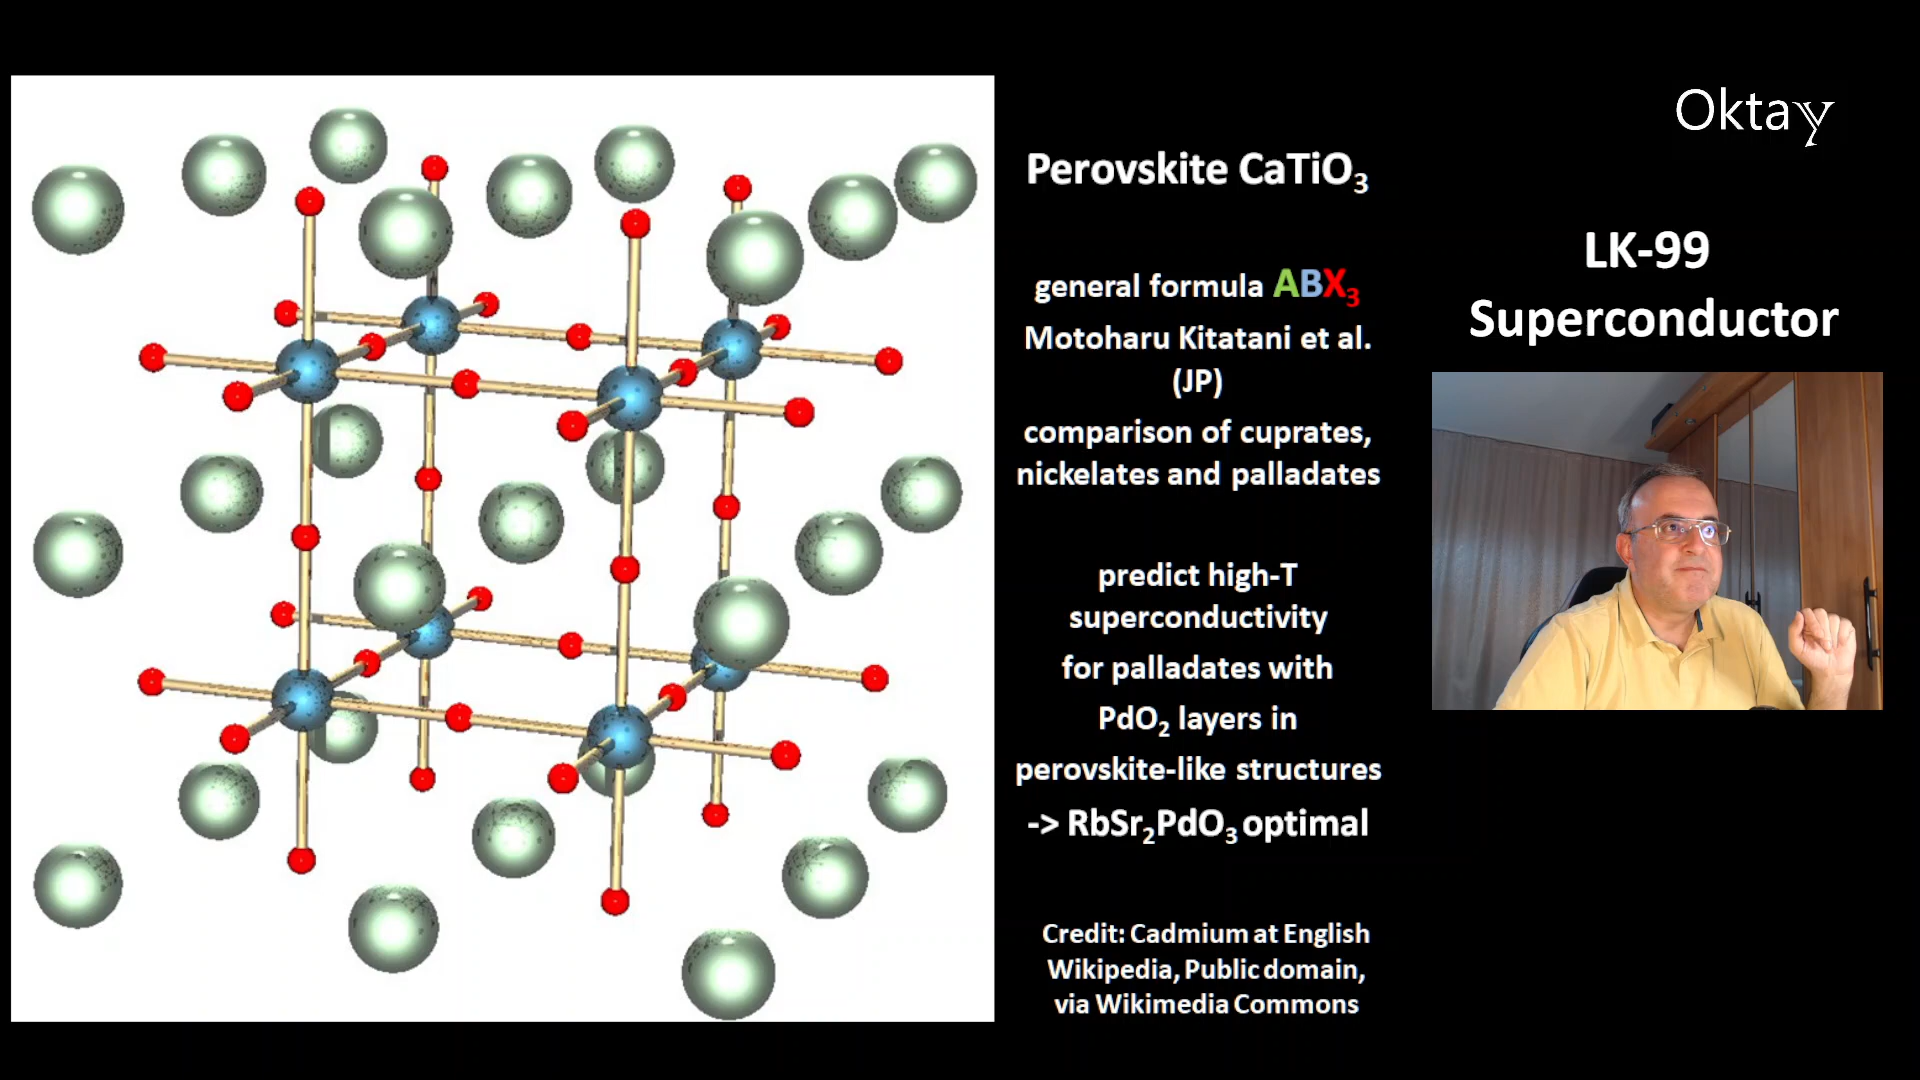 Oktay
Perovskite CaTiO₃
LK-99
Superconductor
general formula ABX₃
Motoharu Kitatani et al.
(JP)
comparison of cuprates,
nickelates and palladates
predict high-T
superconductivity
for palladates with
PdO₂ layers in
perovskite-like structures
-> RbSr₂PdO₃ optimal
Credit: Cadmium at English
Wikipedia, Public domain,
via Wikimedia Commons